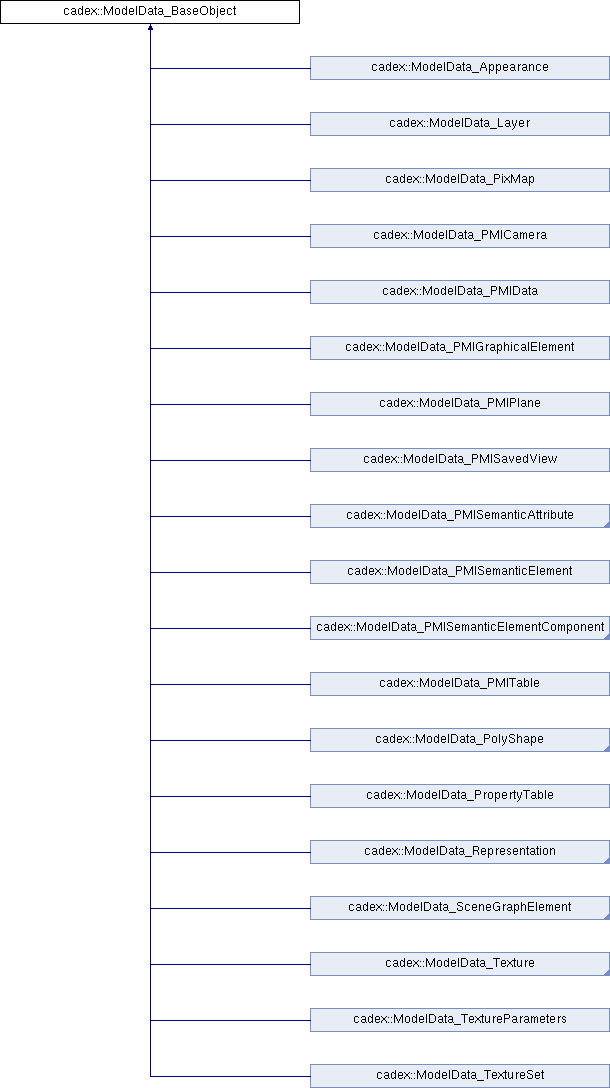 cadex::ModelData_BaseObject
cadex::ModelData_Appearance
cadex::ModelData_Layer
cadex::ModelData_PixMap
cadex::ModelData_PMICamera
cadex::ModelData_PMIData
cadex::ModelData_PMIGraphicalElement
cadex::ModelData_PMIPlane
cadex::ModelData_PMISavedView
cadex::ModelData_PMISemanticAttribute
cadex::ModelData_PMISemanticElement
cadex::ModelData_PMISemanticElementComponent
cadex::ModelData_PMITable
cadex::ModelData_PolyShape
cadex::ModelData_PropertyTable
cadex::ModelData_Representation
cadex::ModelData_SceneGraphElement
cadex::ModelData_Texture
cadex::ModelData_TextureParameters
cadex::ModelData_TextureSet